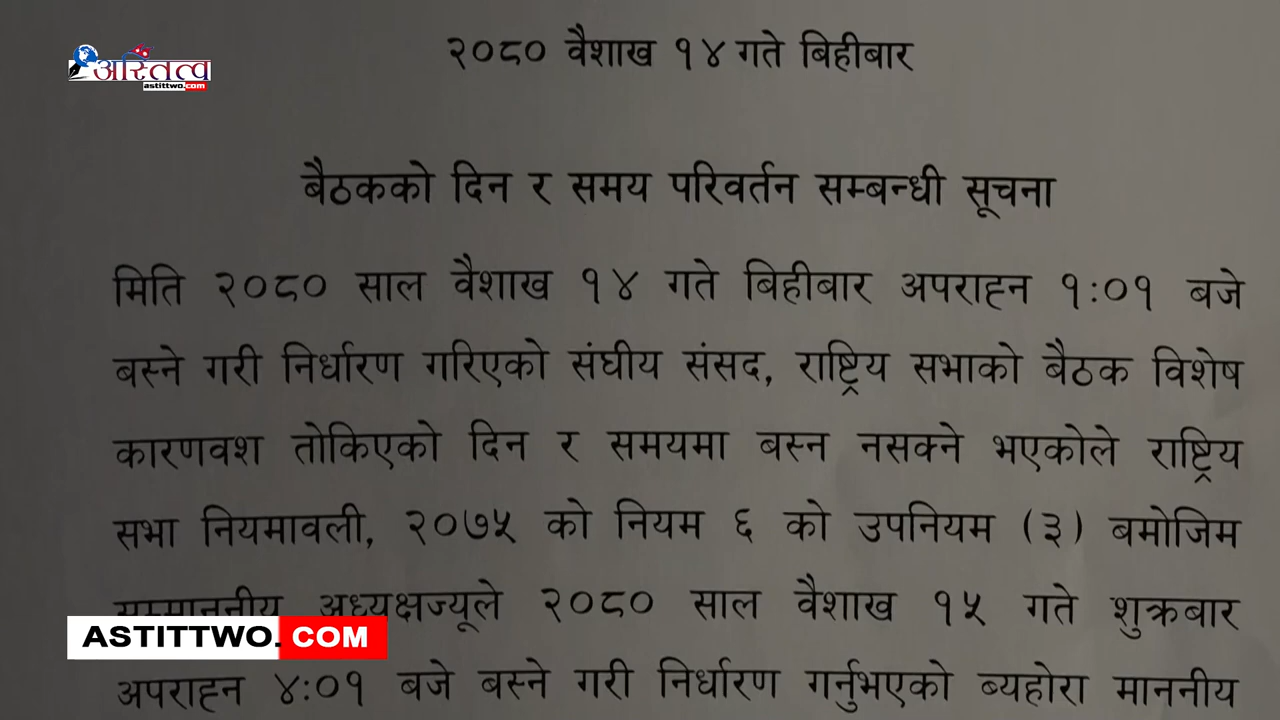 २०८० वैशाख १४ गते बिहीबार
अस्तित्व
astittwo.com
बैठकको दिन र समय परिवर्तन सम्बन्धी सूचना
मिति २०८० साल वैशाख १४ गते बिहीबार अपराह्न १:०१ बजे
बस्ने गरी निर्धारण गरिएको संघीय संसद, राष्ट्रिय सभाको बैठक विशेष
कारणवश तोकिएको दिन र समयमा बस्न नसक्ने भएकोले राष्ट्रिय
सभा नियमावली, २०७५ को नियम ६ को उपनियम (३) बमोजिम
सम्माननीय अध्यक्षज्यूले २०८० साल वैशाख १५ गते शुक्रबार
ASTITTWO. COM
अपराह्न ४:०१ बजे बस्ने गरी निर्धारण गर्नुभएको ब्यहोरा माननीय